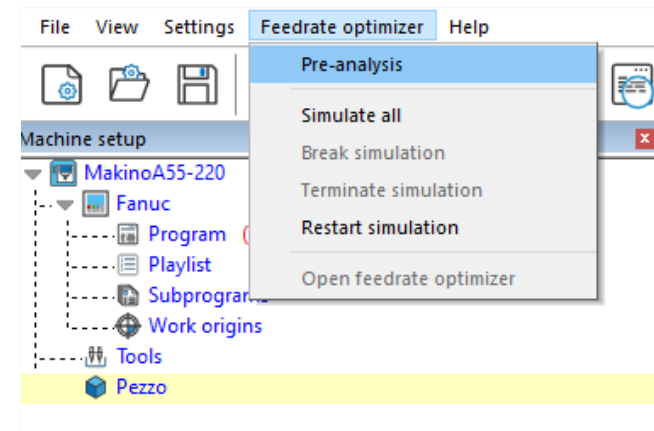 File View Settings Feedrate optimizer Help
Pre-analysis
Simulate all
Break simulation
Terminate simulation
Restart simulation
Open feedrate optimizer
Machine setup
MakinoA55-220
Fanuc
Program (
Playlist
Work origins
Tools
Pezzo